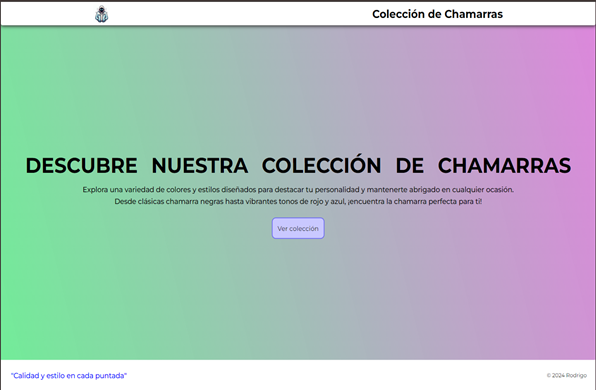 Colección de Chamarras
DESCUBRE NUESTRA COLECCIÓN DE CHAMARRAS
Explora una variedad de colores y estilos diseñados para destacar tu personalidad y mantenerte abrigado en cualquier ocasión.
Desde clásicas chamarra negras hasta vibrantes tonos de rojo y azul, ¡encuentra la chamarra perfecta para ti!
Ver colección
"Calidad y estilo en cada puntada"
© 2024 Rodrigo